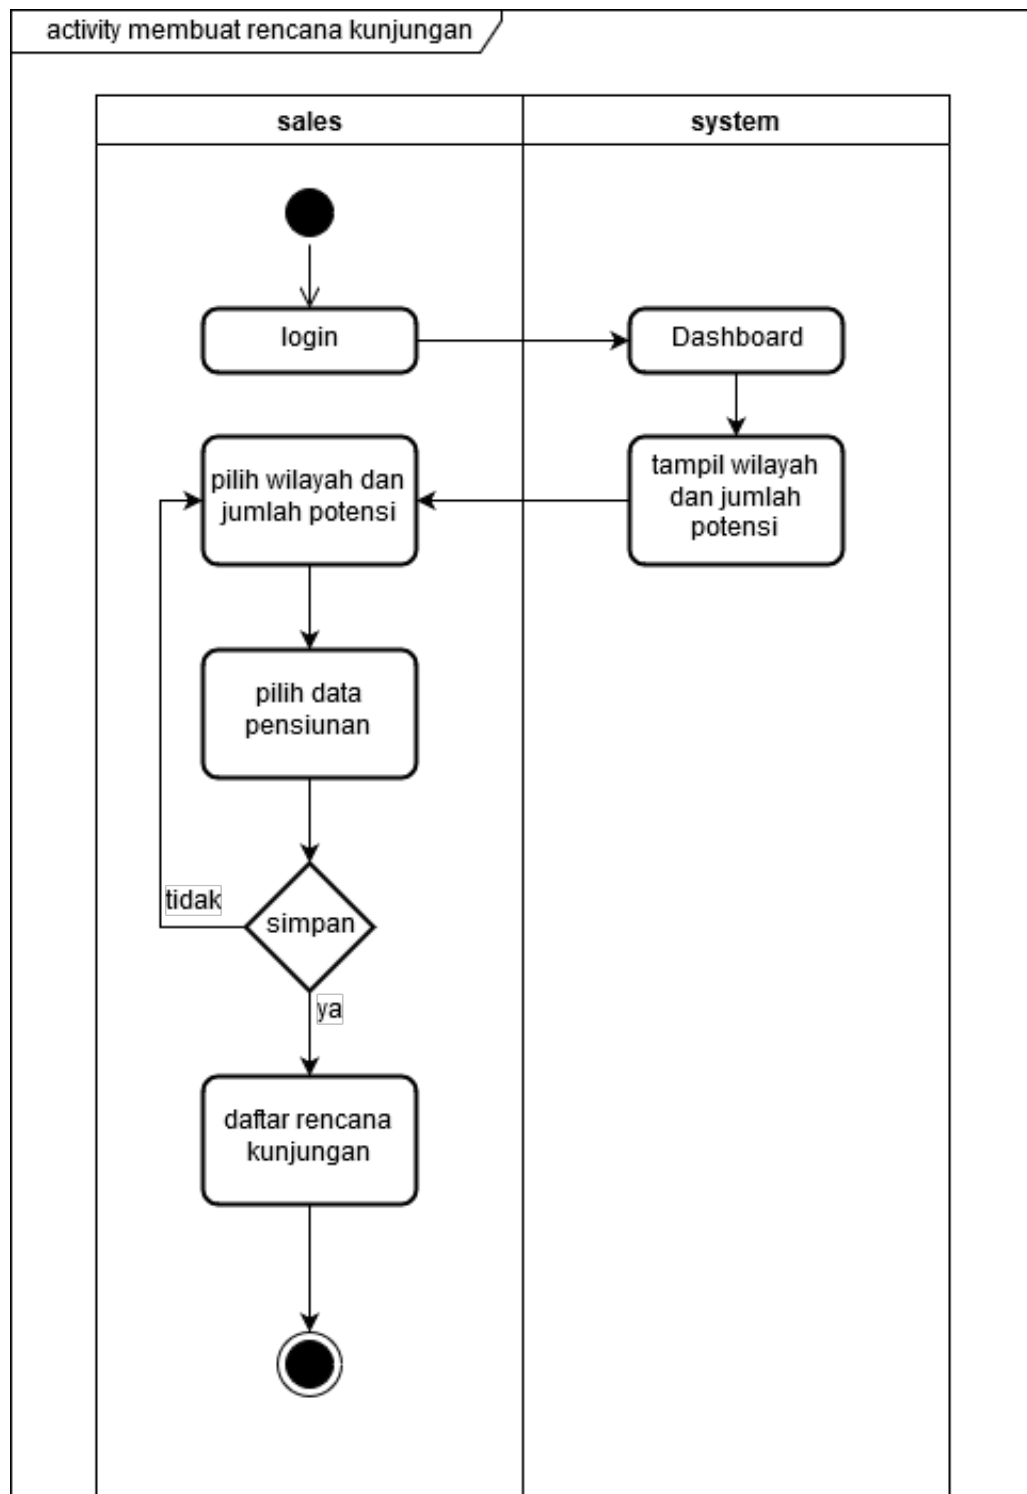 activity membuat rencana kunjungan
sales
system
login
Dashboard
pilih wilayah dan
jumlah potensi
tampil wilayah
dan jumlah
potensi
pilih data
pensiunan
tidak
simpan
ya
daftar rencana
kunjungan